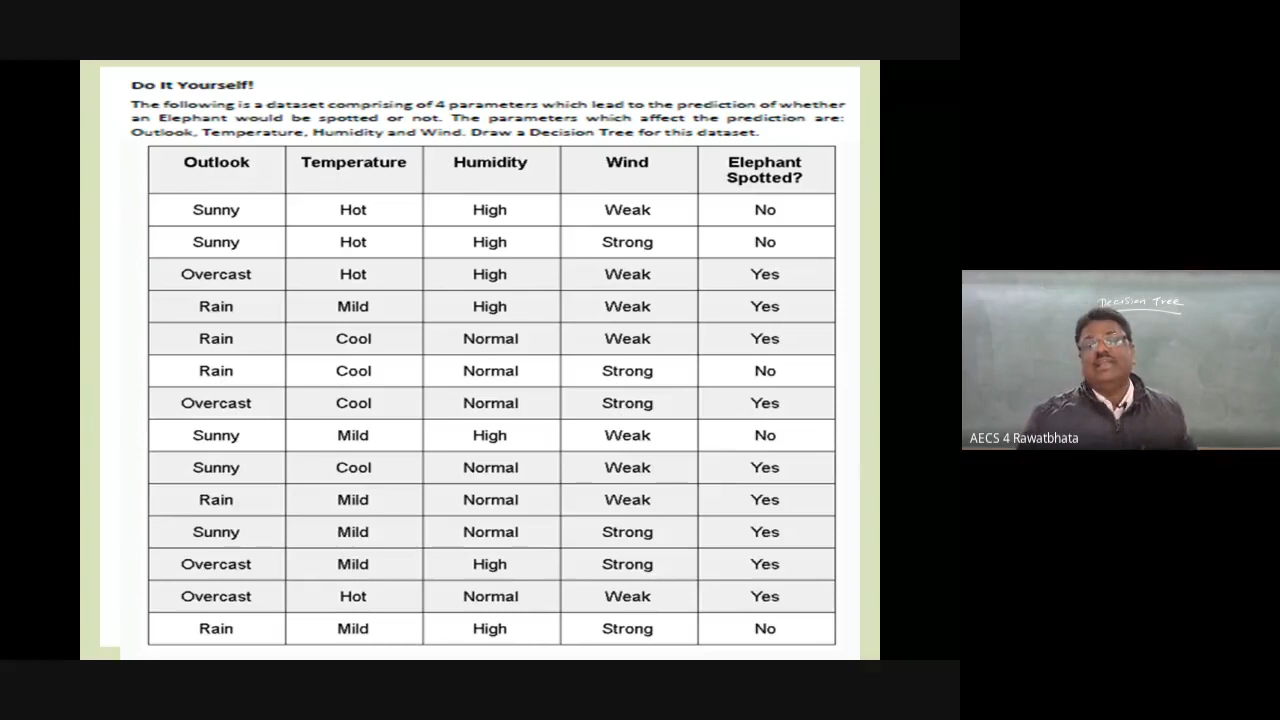 Do It Yourself!
The following is a dataset comprising of 4 parameters which lead to the prediction of whether
an Elephant would be spotted or not. The parameters which affect the prediction are:
Outlook, Temperature, Humidity and Wind. Draw a Decision Tree for this dataset.
Outlook Temperature Humidity Wind Elephant Spotted?
Sunny Hot High Weak No
Sunny Hot High Strong No
Overcast Hot High Weak Yes
Rain Mild High Weak Yes
Rain Cool Normal Weak Yes
Rain Cool Normal Strong No
Overcast Cool Normal Strong Yes
Sunny Mild High Weak No
Sunny Cool Normal Weak Yes
Rain Mild Normal Weak Yes
Sunny Mild Normal Strong Yes
Overcast Mild High Strong Yes
Overcast Hot Normal Weak Yes
Rain Mild High Strong No
Decision Tree
AECS 4 Rawatbhata